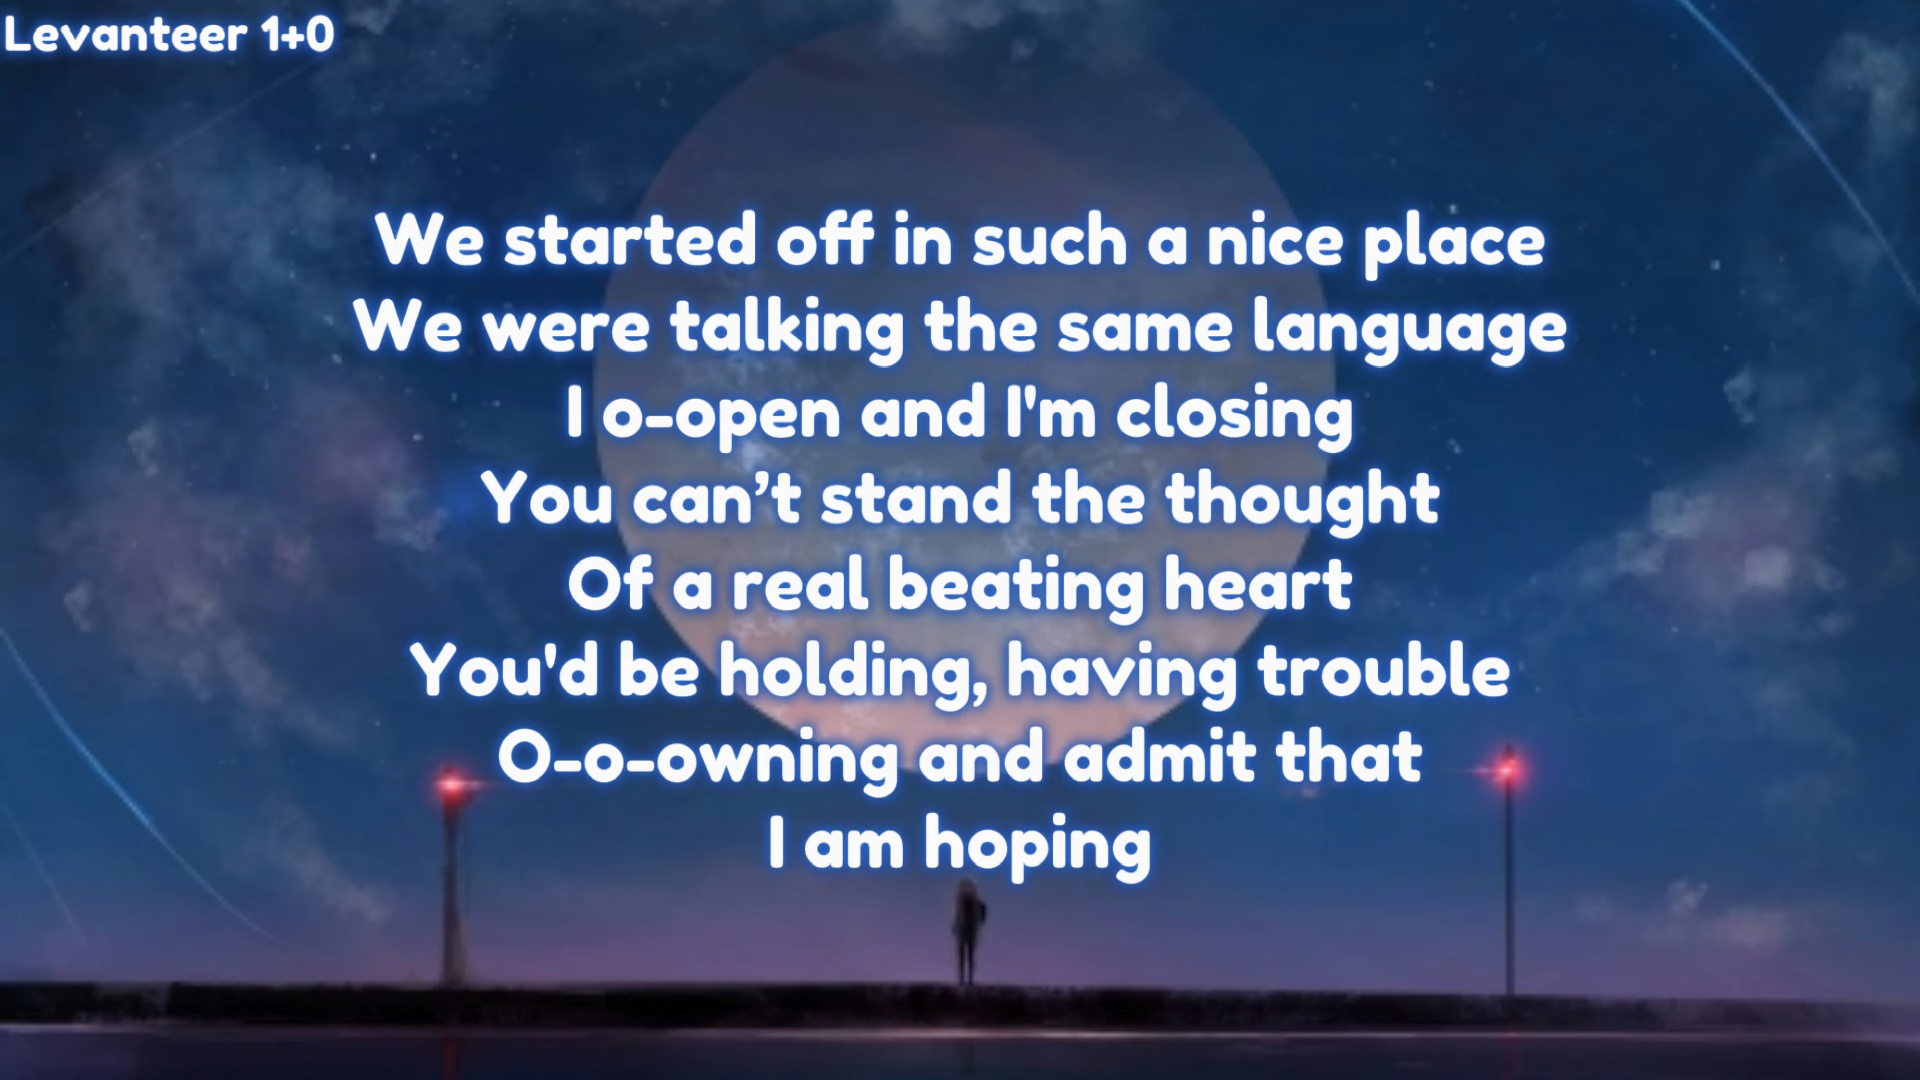 Levanteer 1+0
We started off in such a nice place
We were talking the same language
I o-open and I'm closing
You can’t stand the thought
Of a real beating heart
You'd be holding, having trouble
O-o-owning and admit that
I am hoping